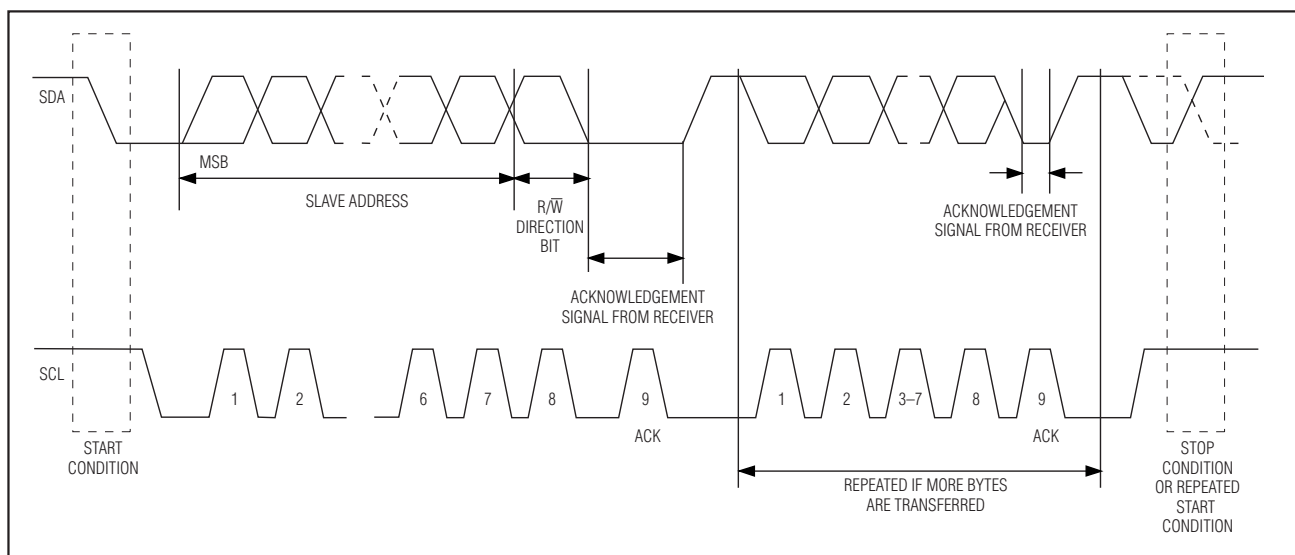 SDA
MSB
SLAVE ADDRESS
R/W̅
DIRECTION
BIT
ACKNOWLEDGEMENT
SIGNAL FROM RECEIVER
ACKNOWLEDGEMENT
SIGNAL FROM RECEIVER
SCL
1
2
6
7
8
9
ACK
1
2
3–7
8
9
ACK
START
CONDITION
REPEATED IF MORE BYTES
ARE TRANSFERRED
STOP
CONDITION
OR REPEATED
START
CONDITION